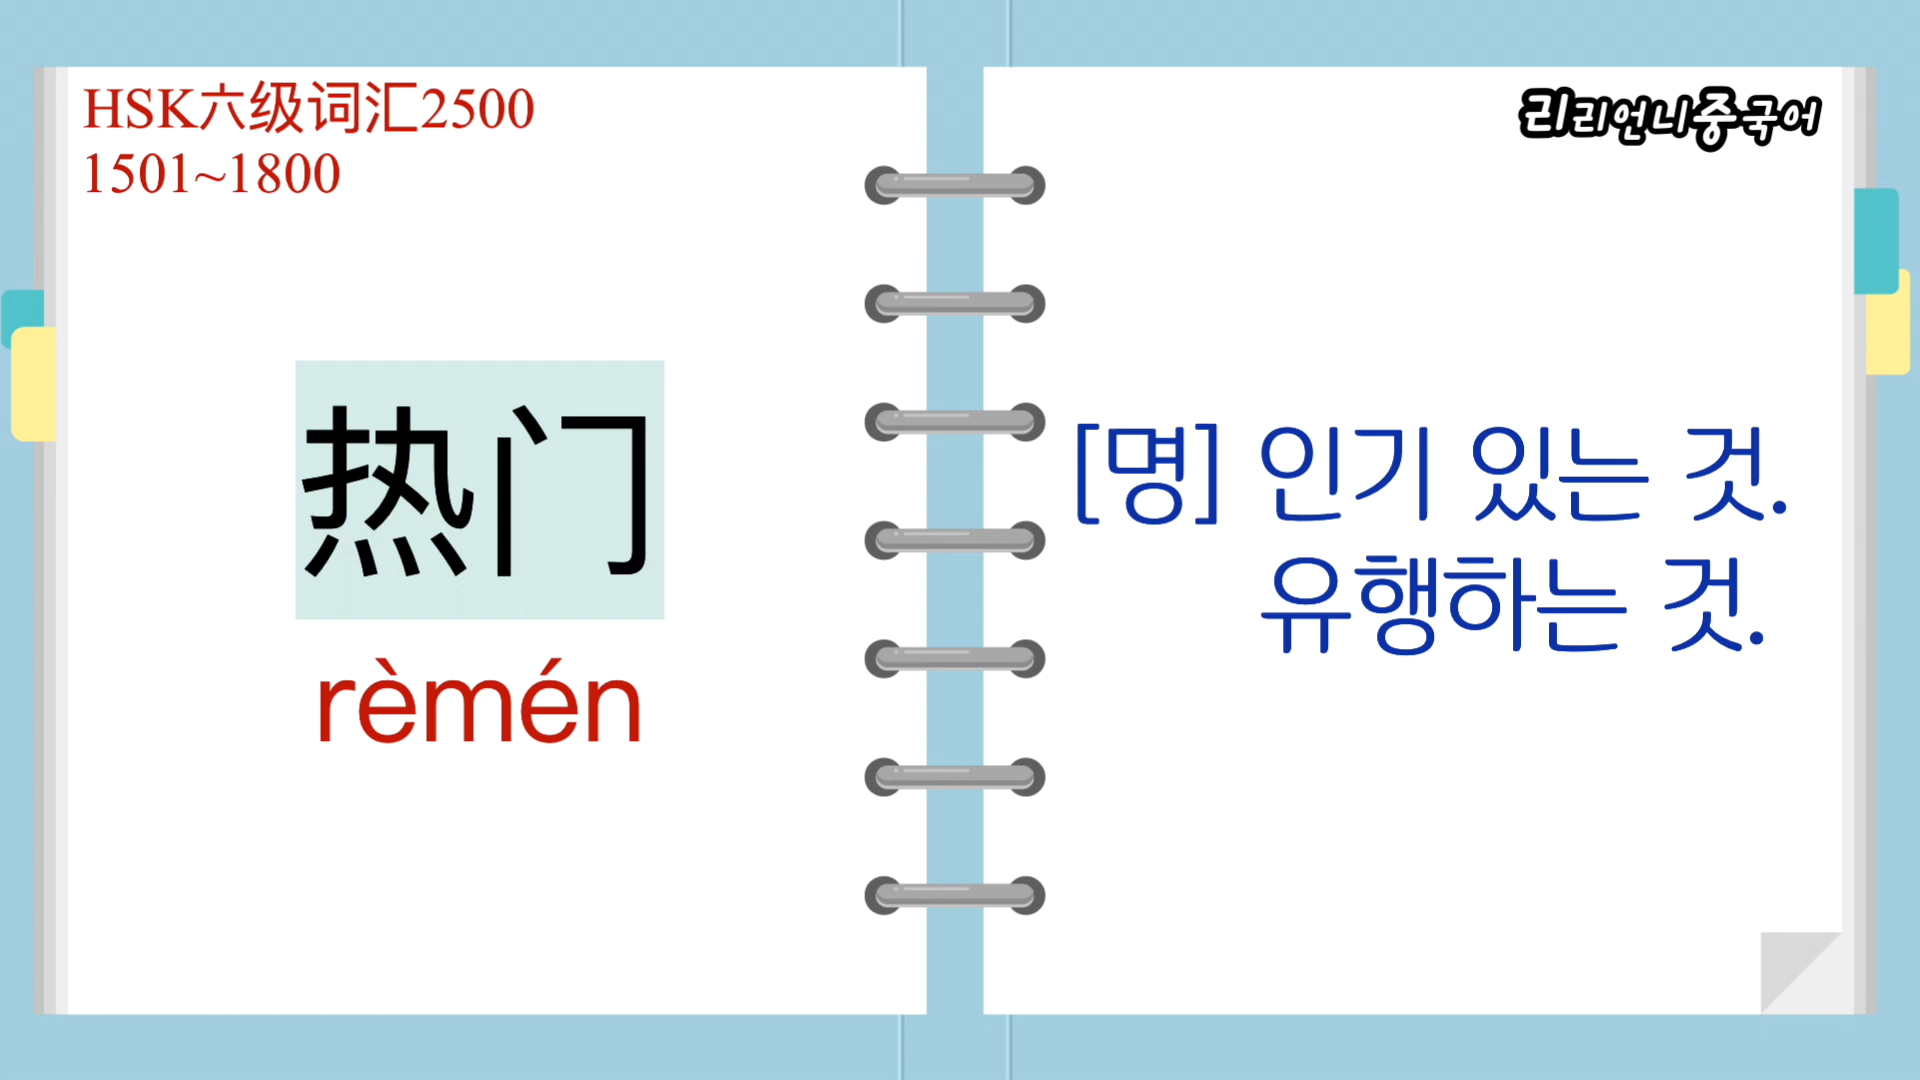 HSK六级词汇2500
1501~1800
热门
rèmén
리리언니중국어
[명] 인기 있는 것.
유행하는 것.